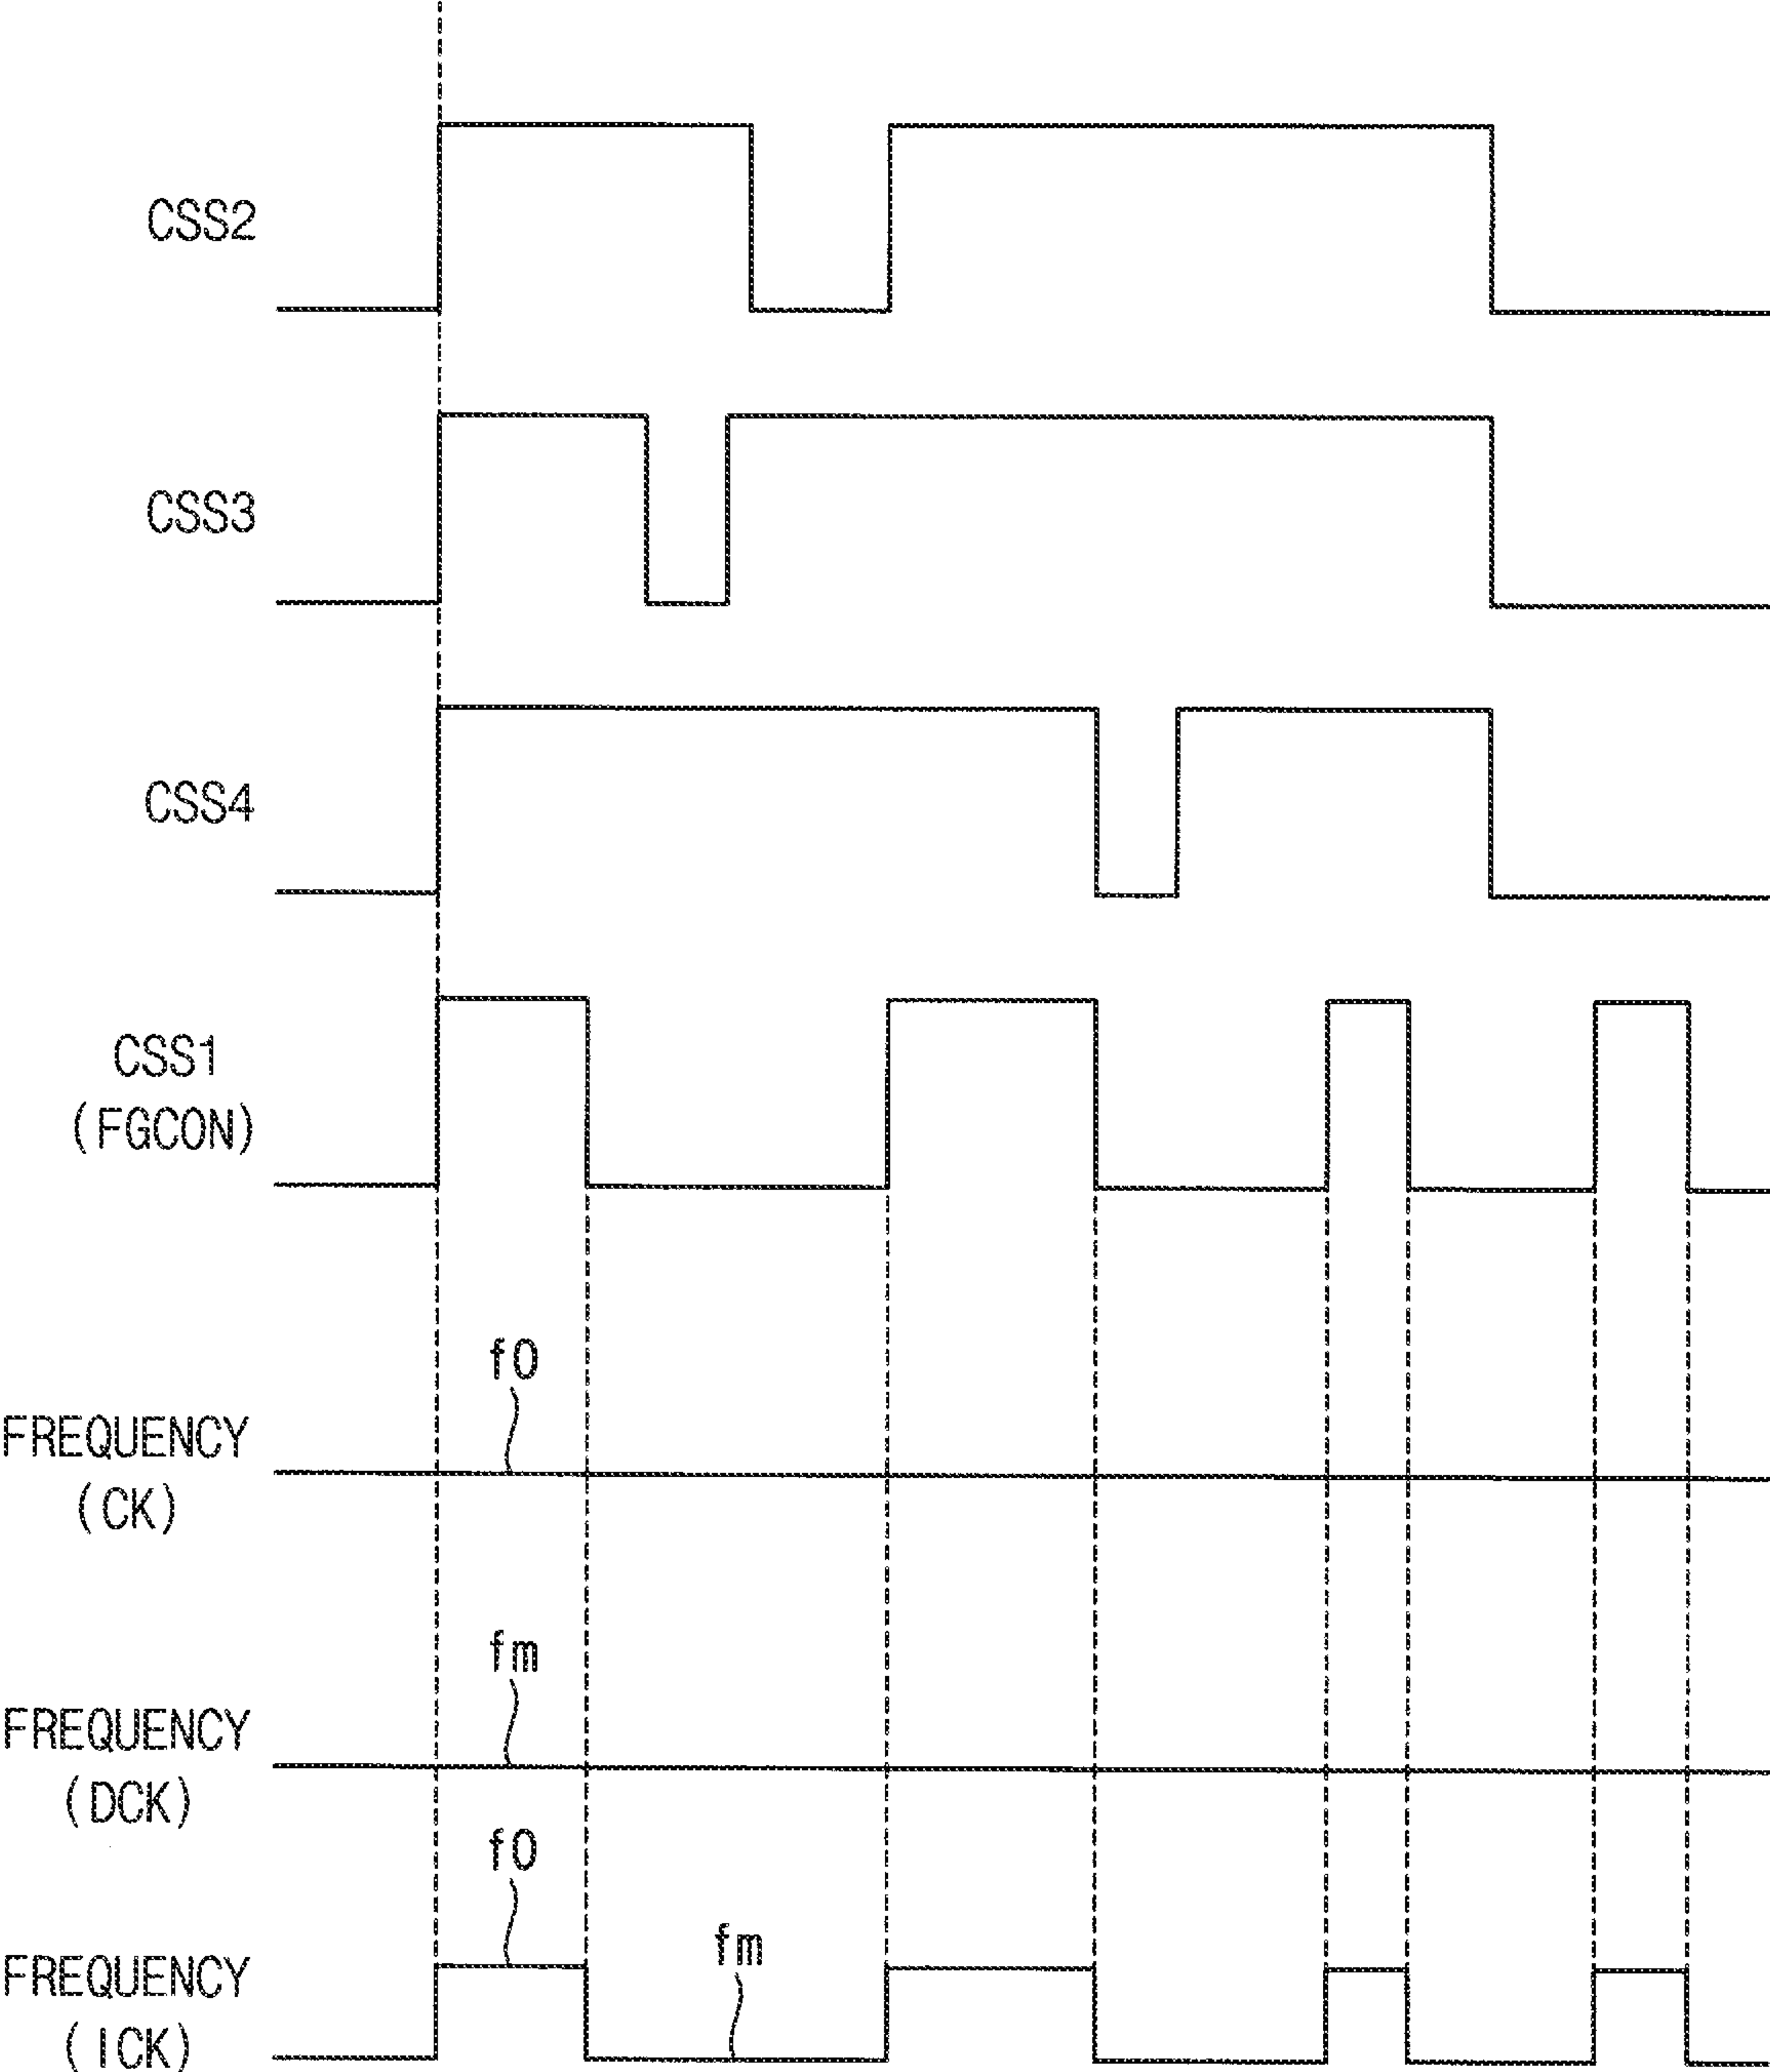 CSS2
CSS3
CSS4
CSS1
(FGCON)
f0
FREQUENCY
(CK)
fm
FREQUENCY
(DCK)
f0
fm
FREQUENCY
(ICK)